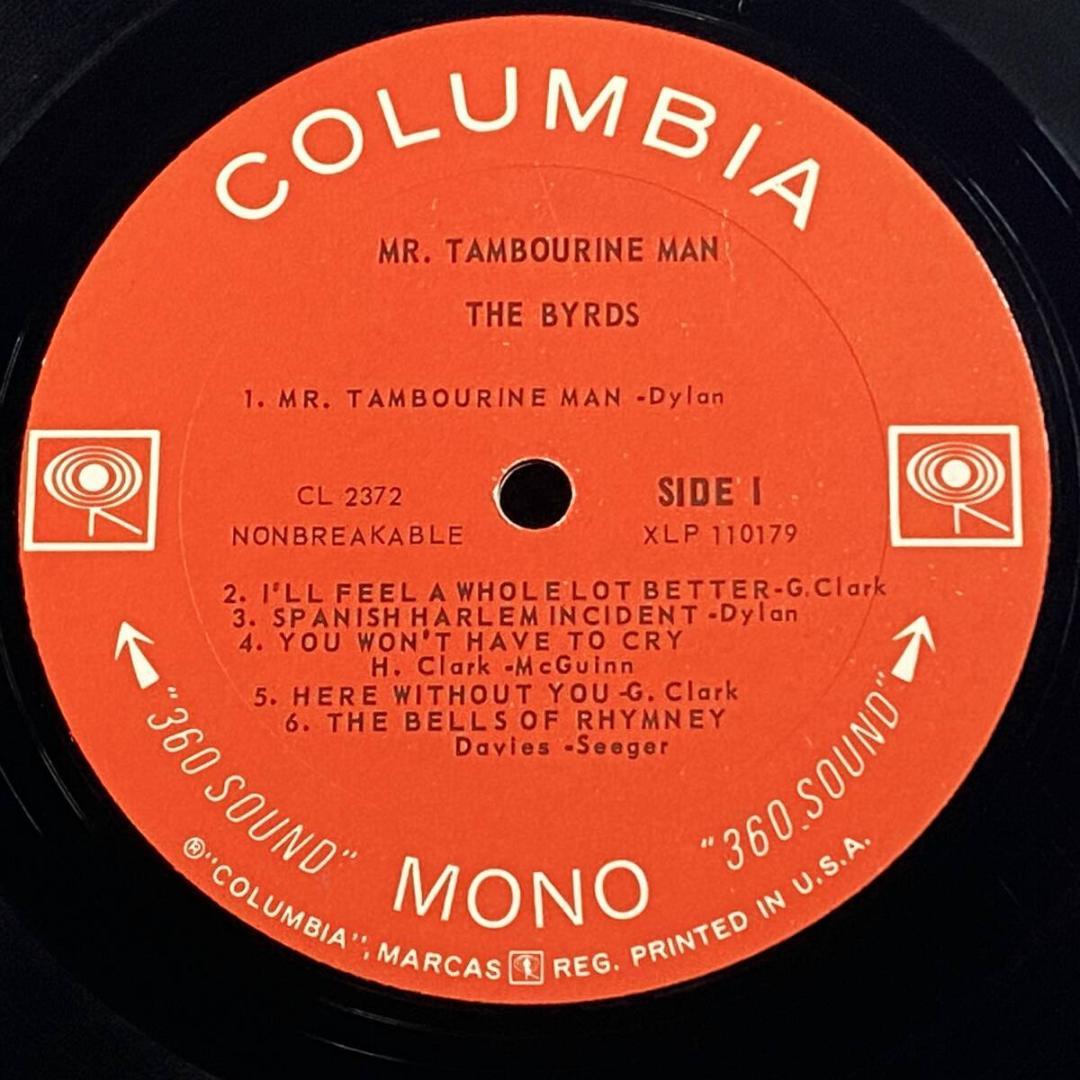 COLUMBIA
MR. TAMBOURINE MAN
THE BYRDS
1. MR. TAMBOURINE MAN -Dylan
CL 2372
NONBREAKABLE
SIDE 1
XLP 110179
2. I'LL FEEL A WHOLE LOT BETTER-G.Clark
3. SPANISH HARLEM INCIDENT -Dylan
4. YOU WON'T HAVE TO CRY
H. Clark -McGuinn
5. HERE WITHOUT YOU -G. Clark
6. THE BELLS OF RHYMNEY
Davies -Seeger
"360 SOUND"
MONO
"360 SOUND"
®"COLUMBIA", MARCAS REG. PRINTED IN U.S.A.